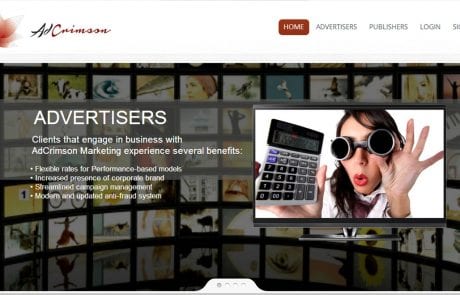 AdCrimson
HOME ADVERTISERS PUBLISHERS LOGIN
ADVERTISERS
Clients that engage in business with
AdCrimson Marketing experience several benefits:
• Flexible rates for Performance-based models
• Increased presence of corporate brand
• Streamlined campaign management
• Modern and updated anti-fraud system